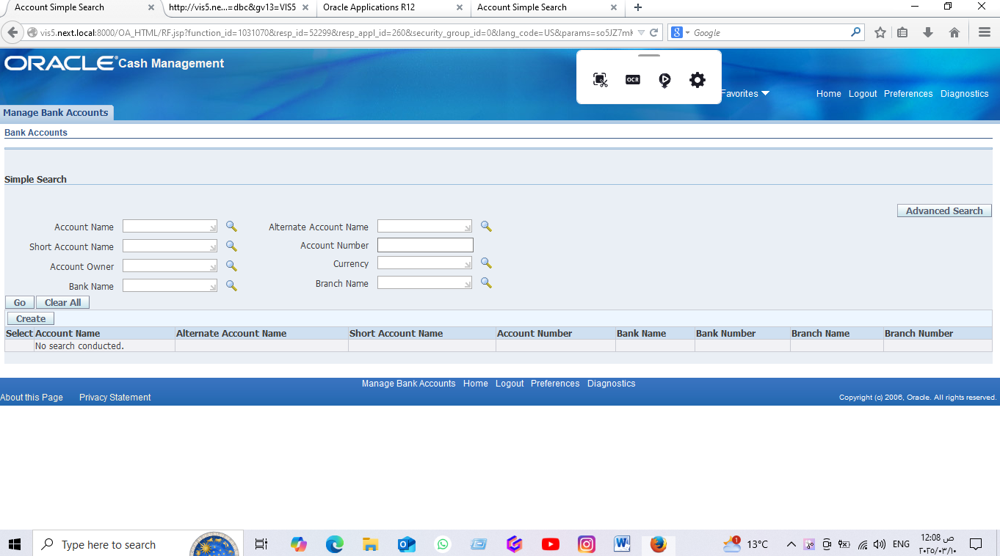 Account Simple Search
http://vis5.ne...=dbc&gv13=VIS5
Oracle Applications R12
Account Simple Search
vis5.next.local:8000/OA_HTML/RF.jsp?function_id=1031070&resp_id=52299&resp_appl_id=260&security_group_id=0&lang_code=US&params=so5JZ7mk
Google
ORACLE® Cash Management
OCR
Favorites
Home Logout Preferences Diagnostics
Manage Bank Accounts
Bank Accounts
Simple Search
Advanced Search
Account Name
Alternate Account Name
Short Account Name
Account Number
Account Owner
Currency
Bank Name
Branch Name
Go Clear All
Create
Select Account Name Alternate Account Name Short Account Name Account Number Bank Name Bank Number Branch Name Branch Number
No search conducted.
Manage Bank Accounts Home Logout Preferences Diagnostics
About this Page Privacy Statement
Copyright (c) 2006, Oracle. All rights reserved.
Type here to search
1
13°C
ENG
12:08 ص
٢٠٢٥/٠٣/١٠